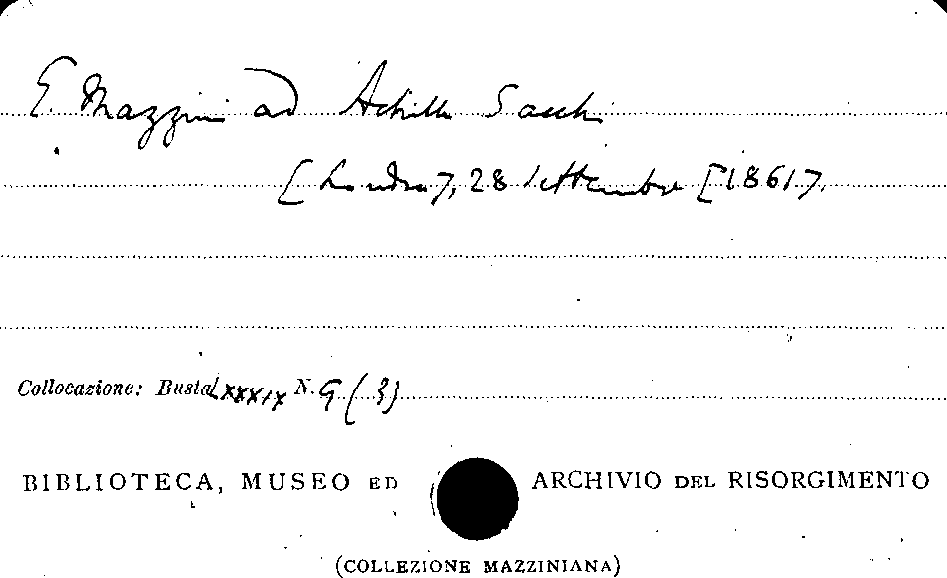 G. Mazzini ad Achille Sacchi
[Londra], 28 settembre [1861].
Collocazione: Busta LXXXIX N. 9 (3)
BIBLIOTECA, MUSEO ED ARCHIVIO DEL RISORGIMENTO
(COLLEZIONE MAZZINIANA)